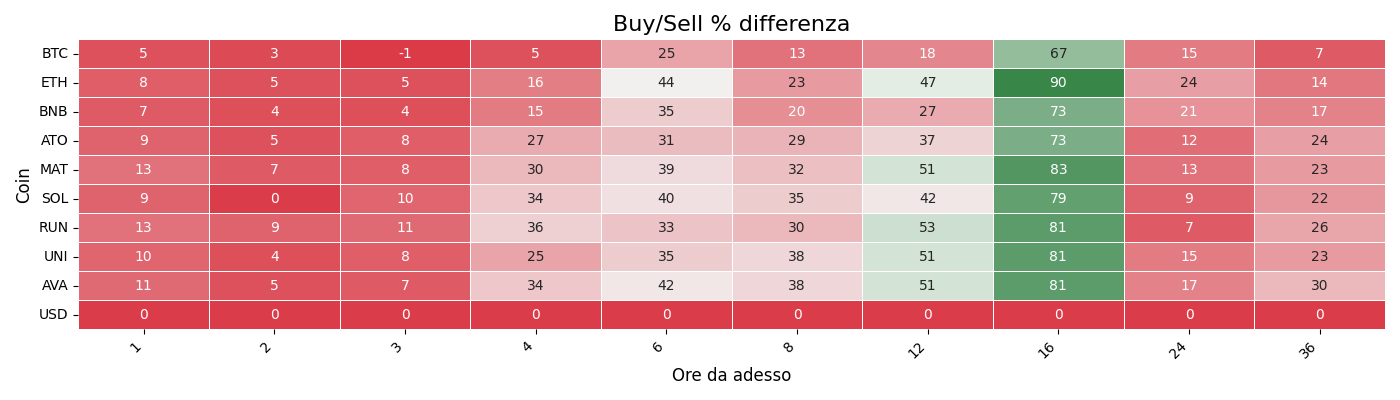 Buy/Sell % differenza
Coin
BTC 5 3 -1 5 25 13 18 67 15 7
ETH 8 5 5 16 44 23 47 90 24 14
BNB 7 4 4 15 35 20 27 73 21 17
ATO 9 5 8 27 31 29 37 73 12 24
MAT 13 7 8 30 39 32 51 83 13 23
SOL 9 0 10 34 40 35 42 79 9 22
RUN 13 9 11 36 33 30 53 81 7 26
UNI 10 4 8 25 35 38 51 81 15 23
AVA 11 5 7 34 42 38 51 81 17 30
USD 0 0 0 0 0 0 0 0 0 0
1 2 3 4 6 8 12 16 24 36
Ore da adesso